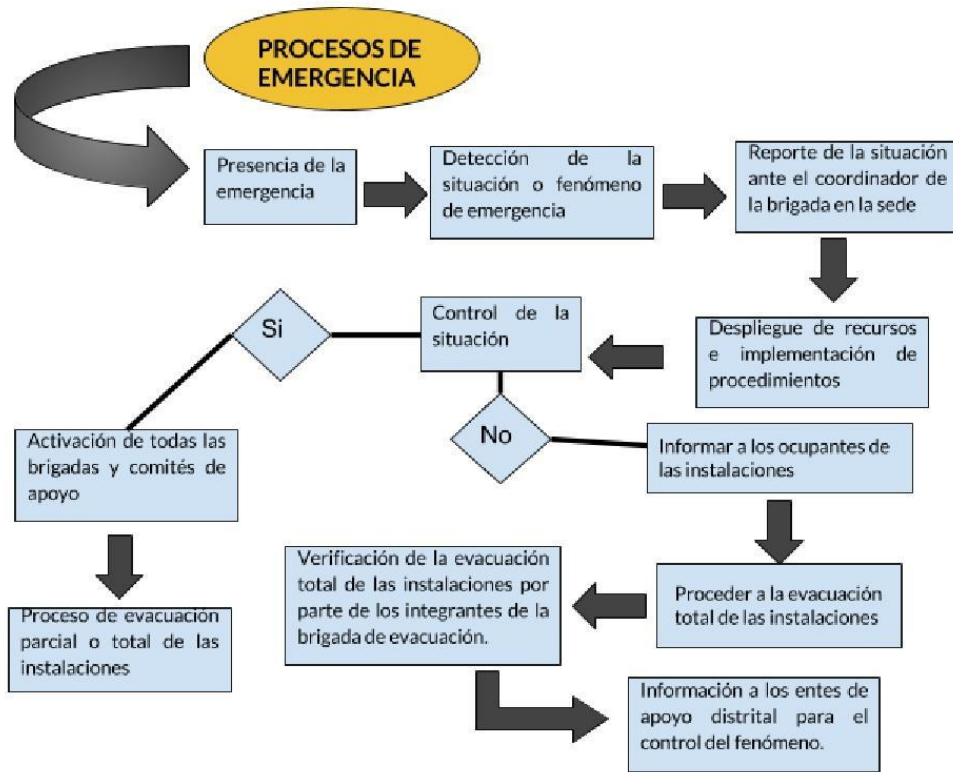 PROCESOS DE
EMERGENCIA
Presencia de la
emergencia
Detección de la
situación o fenómeno
de emergencia
Reporte de la situación
ante el coordinador de
la brigada en la sede
Despliegue de recursos
e implementación de
procedimientos
Control de la
situación
Si
No
Activación de todas las
brigadas y comités de
apoyo
Proceso de evacuación
parcial o total de las
instalaciones
Informar a los ocupantes de
las instalaciones
Proceder a la evacuación
total de las instalaciones
Verificación de la evacuación
total de las instalaciones por
parte de los integrantes de la
brigada de evacuación.
Información a los entes de
apoyo distrital para el
control del fenómeno.